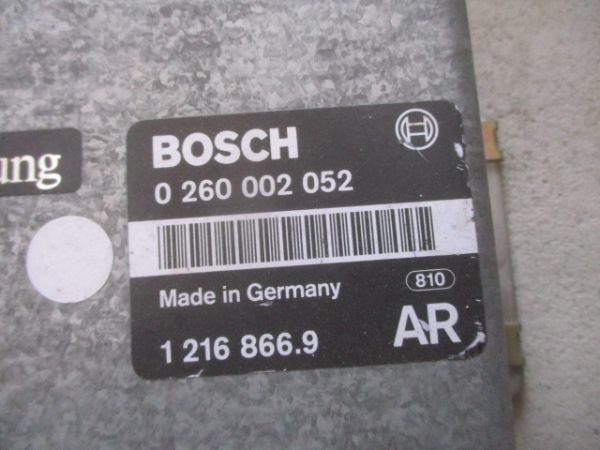 BOSCH
ung
0 260 002 052
Made in Germany
810
1 216 866.9
AR